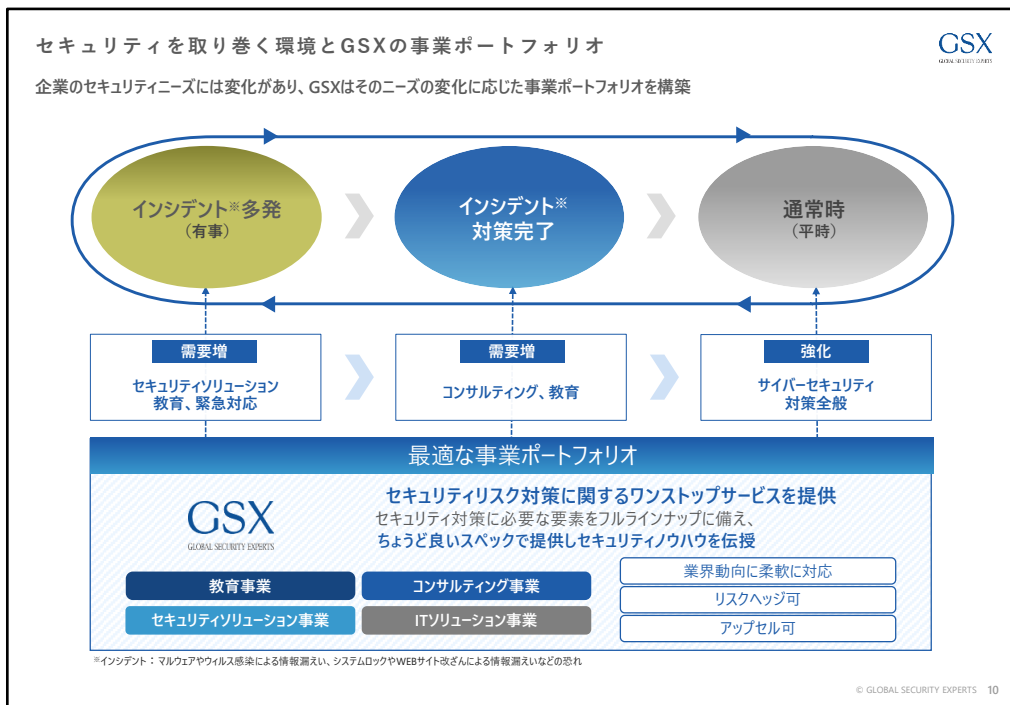 セキュリティを取り巻く環境とGSXの事業ポートフォリオ
GSX
GLOBAL SECURITY EXPERTS
企業のセキュリティニーズには変化があり、GSXはそのニーズの変化に応じた事業ポートフォリオを構築
インシデント※多発
(有事)
インシデント※
対策完了
通常時
(平時)
需要増
セキュリティソリューション
教育、緊急対応
需要増
コンサルティング、教育
強化
サイバーセキュリティ
対策全般
最適な事業ポートフォリオ
GSX
GLOBAL SECURITY EXPERTS
セキュリティリスク対策に関するワンストップサービスを提供
セキュリティ対策に必要な要素をフルラインナップに備え、
ちょうど良いスペックで提供しセキュリティノウハウを伝授
教育事業
コンサルティング事業
セキュリティソリューション事業
ITソリューション事業
業界動向に柔軟に対応
リスクヘッジ可
アップセル可
※インシデント：マルウェアやウィルス感染による情報漏えい、システムロックやWEBサイト改ざんによる情報漏えいなどの恐れ
© GLOBAL SECURITY EXPERTS 10